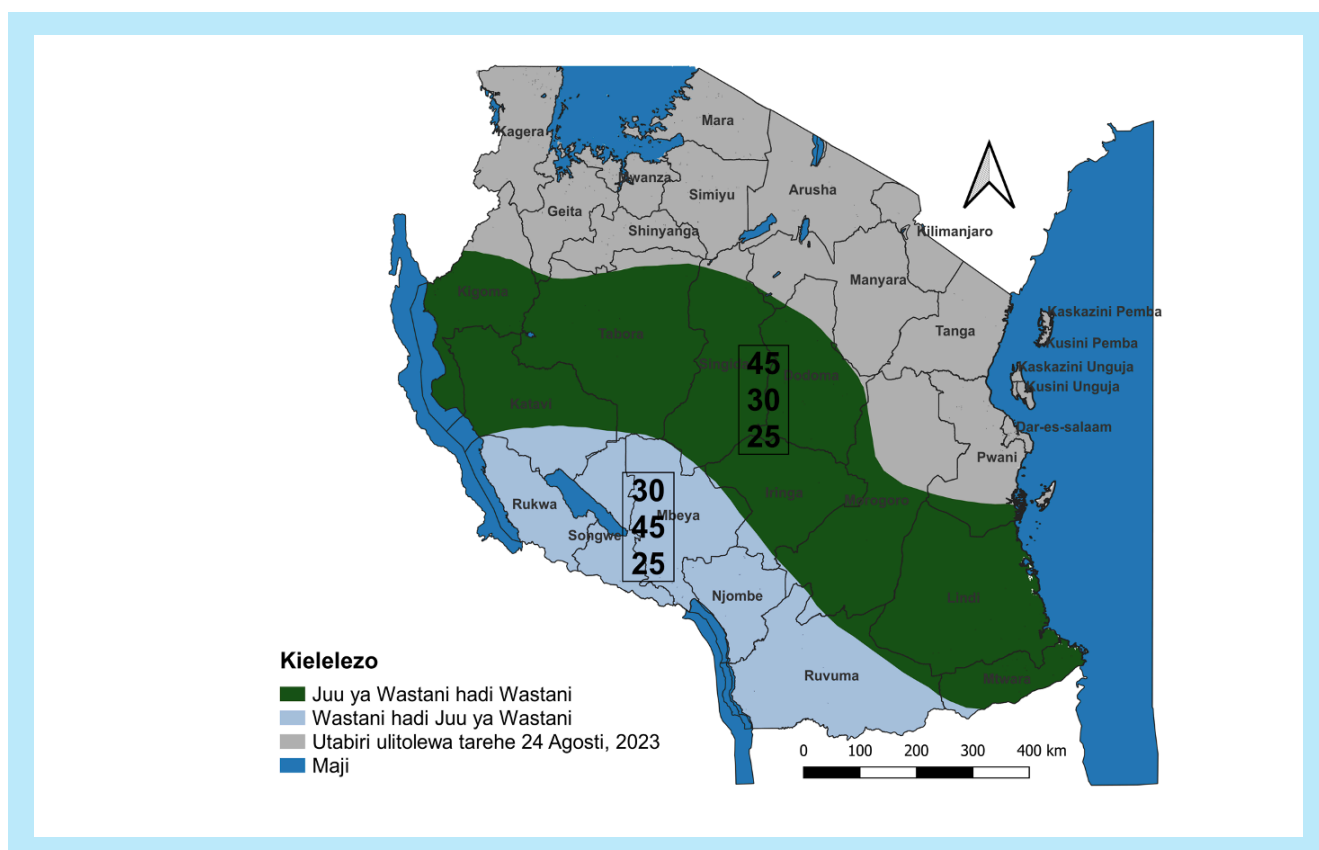 Mara
Kagera
Mwanza
Simiyu
Arusha
Geita
Shinyanga
Kilimanjaro
Manyara
Kigoma
Kaskazini Pemba
Tabora
Tanga
Kusini Pemba
Singida
45
Dodoma
Kaskazini Unguja
Kusini Unguja
30
Katavi
Dar-es-salaam
25
Pwani
30
Iringa
Morogoro
Rukwa
Mbeya
45
Songwe
25
Njombe
Lindi
Ruvuma
Mtwara
Kielelezo
Juu ya Wastani hadi Wastani
Wastani hadi Juu ya Wastani
Utabiri ulitolewa tarehe 24 Agosti, 2023
Maji
0 100 200 300 400 km